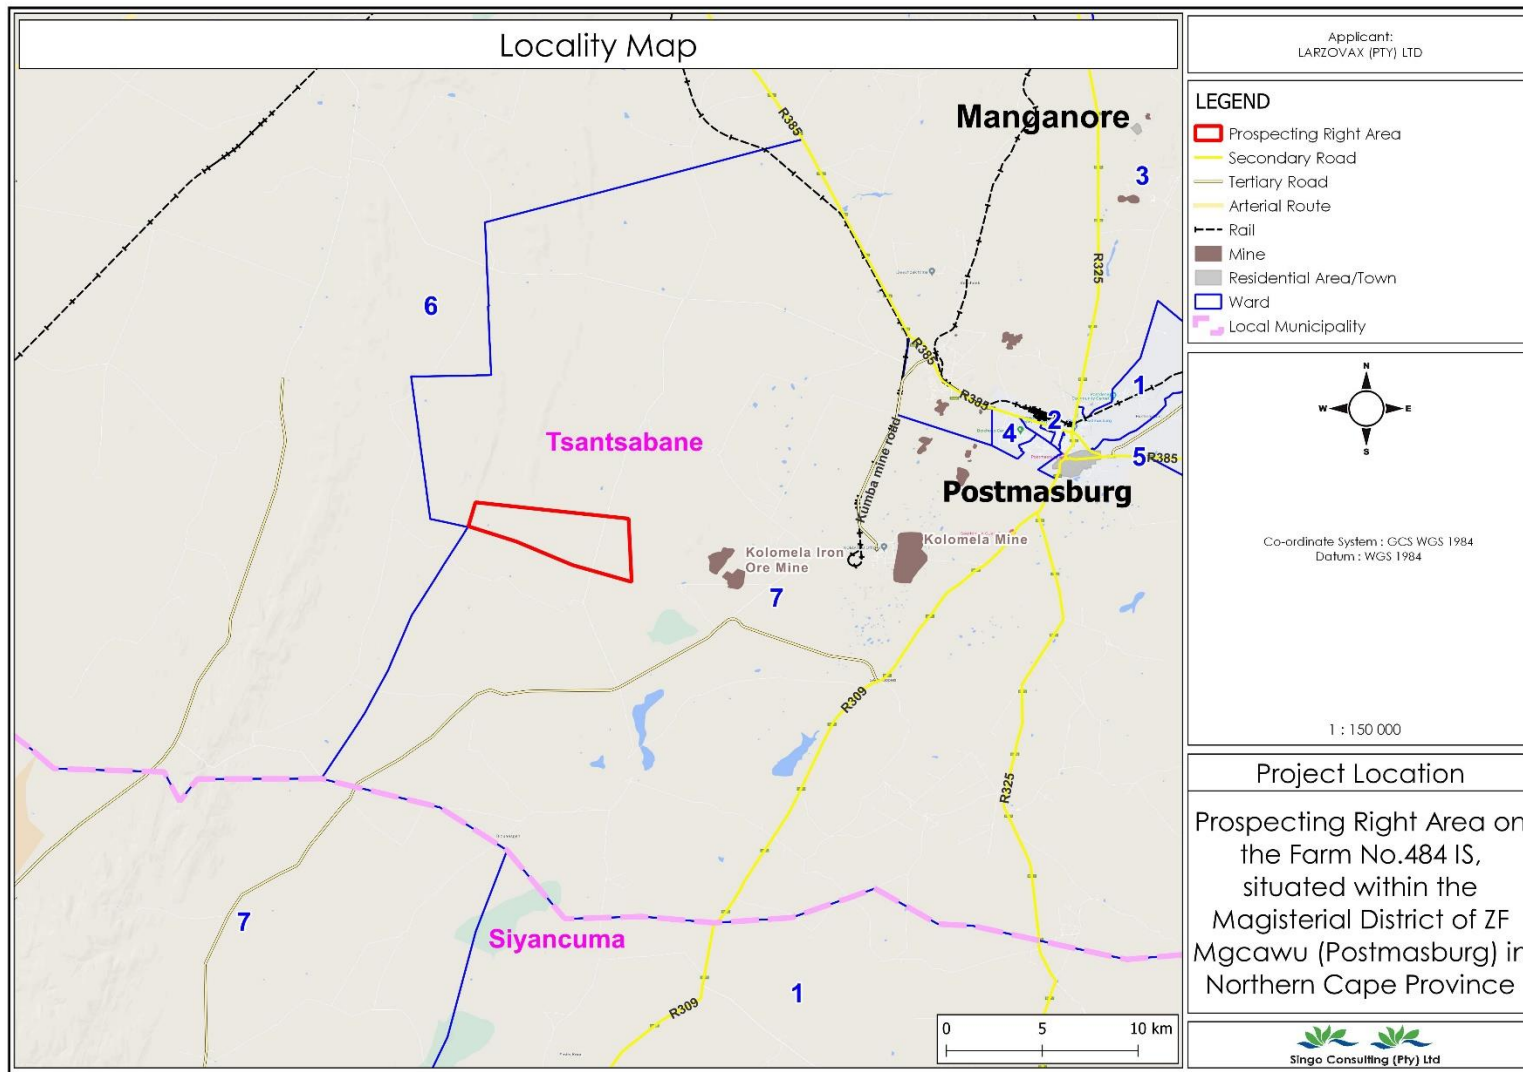 Locality Map
Applicant:
LARZOVAX (PTY) LTD
LEGEND
Prospecting Right Area
Secondary Road
Tertiary Road
Arterial Route
Rail
Mine
Residential Area/Town
Ward
Local Municipality
N
W
E
S
Co-ordinate System : GCS WGS 1984
Datum : WGS 1984
1 : 150 000
Project Location
Prospecting Right Area on
the Farm No.484 IS,
situated within the
Magisterial District of ZF
Mgcawu (Postmasburg) in
Northern Cape Province
Singo Consulting (Pty) Ltd
R385
Manganore
3
R325
6
R385
1
R385
2
4
Tsantsabane
5
R385
Kumba mine road
Postmasburg
Kolomela Mine
Kolomela Iron
Ore Mine
7
R309
R325
7
Siyancuma
1
R309
0
5
10 km